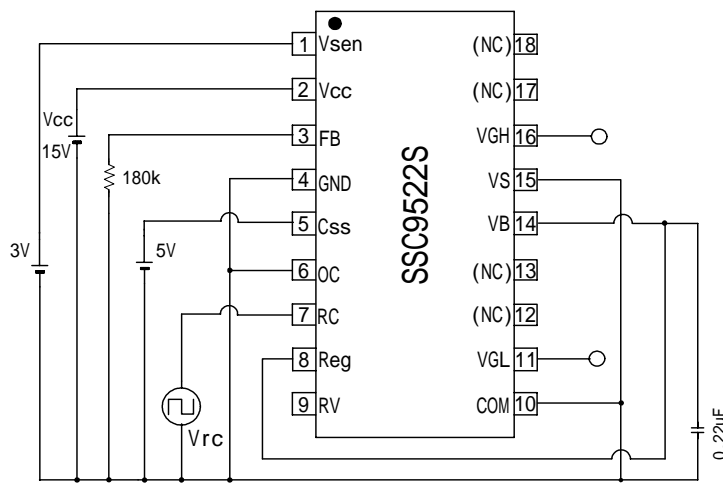 1 Vsen
2 Vcc
3 FB
4 GND
5 Css
6 OC
7 RC
8 Reg
9 RV
SSC9522S
(NC) 18
(NC) 17
VGH 16
VS 15
VB 14
(NC) 13
(NC) 12
VGL 11
COM 10
Vcc
15V
180k
5V
3V
Vrc
0.22uF